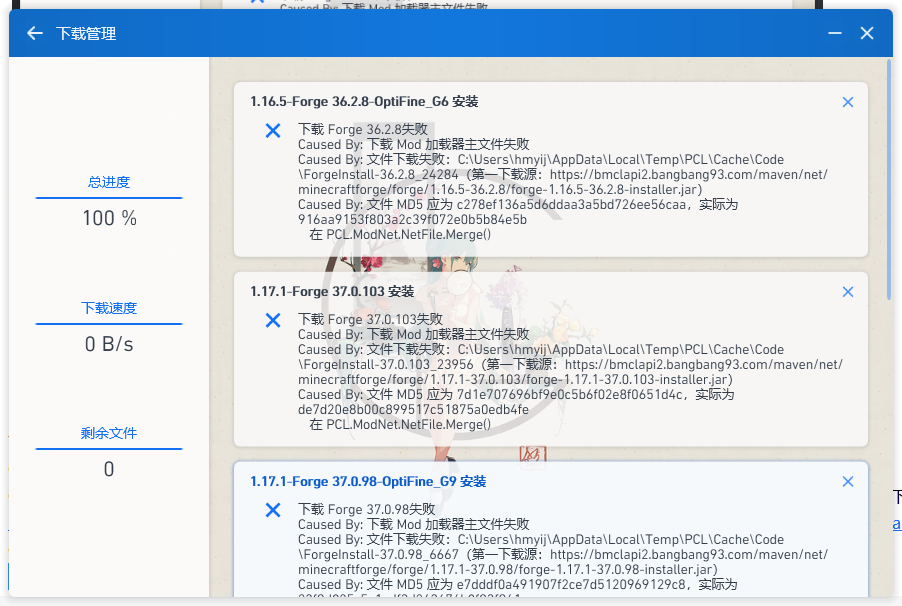 Caused By: 下载 Mod 加载器主文件失败
下载管理
总进度
100 %
下载速度
0 B/s
剩余文件
0
1.16.5-Forge 36.2.8-OptiFine_G6 安装
下载 Forge 36.2.8失败
Caused By: 下载 Mod 加载器主文件失败
Caused By: 文件下载失败：C:\Users\hmyij\AppData\Local\Temp\PCL\Cache\Code
\ForgeInstall-36.2.8_24284（第一下载源：https://bmclapi2.bangbang93.com/maven/net/
minecraftforge/forge/1.16.5-36.2.8/forge-1.16.5-36.2.8-installer.jar)
Caused By: 文件 MD5 应为 c278ef136a5d6ddaa3a5bd726ee56caa，实际为
916aa9153f803a2c39f072e0b5b84e5b
在 PCL.ModNet.NetFile.Merge()
1.17.1-Forge 37.0.103 安装
下载 Forge 37.0.103失败
Caused By: 下载 Mod 加载器主文件失败
Caused By: 文件下载失败：C:\Users\hmyij\AppData\Local\Temp\PCL\Cache\Code
\ForgeInstall-37.0.103_23956（第一下载源：https://bmclapi2.bangbang93.com/maven/net/
minecraftforge/forge/1.17.1-37.0.103/forge-1.17.1-37.0.103-installer.jar)
Caused By: 文件 MD5 应为 7d1e707696bf9e0c5b6f02e8f0651d4c，实际为
de7d20e8b00c899517c51875a0edb4fe
在 PCL.ModNet.NetFile.Merge()
1.17.1-Forge 37.0.98-OptiFine_G9 安装
下载 Forge 37.0.98失败
Caused By: 下载 Mod 加载器主文件失败
Caused By: 文件下载失败：C:\Users\hmyij\AppData\Local\Temp\PCL\Cache\Code
\ForgeInstall-37.0.98_6667（第一下载源：https://bmclapi2.bangbang93.com/maven/net/
minecraftforge/forge/1.17.1-37.0.98/forge-1.17.1-37.0.98-installer.jar)
Caused By: 文件 MD5 应为 e7dddf0a491907f2ce7d5120969129c8，实际为